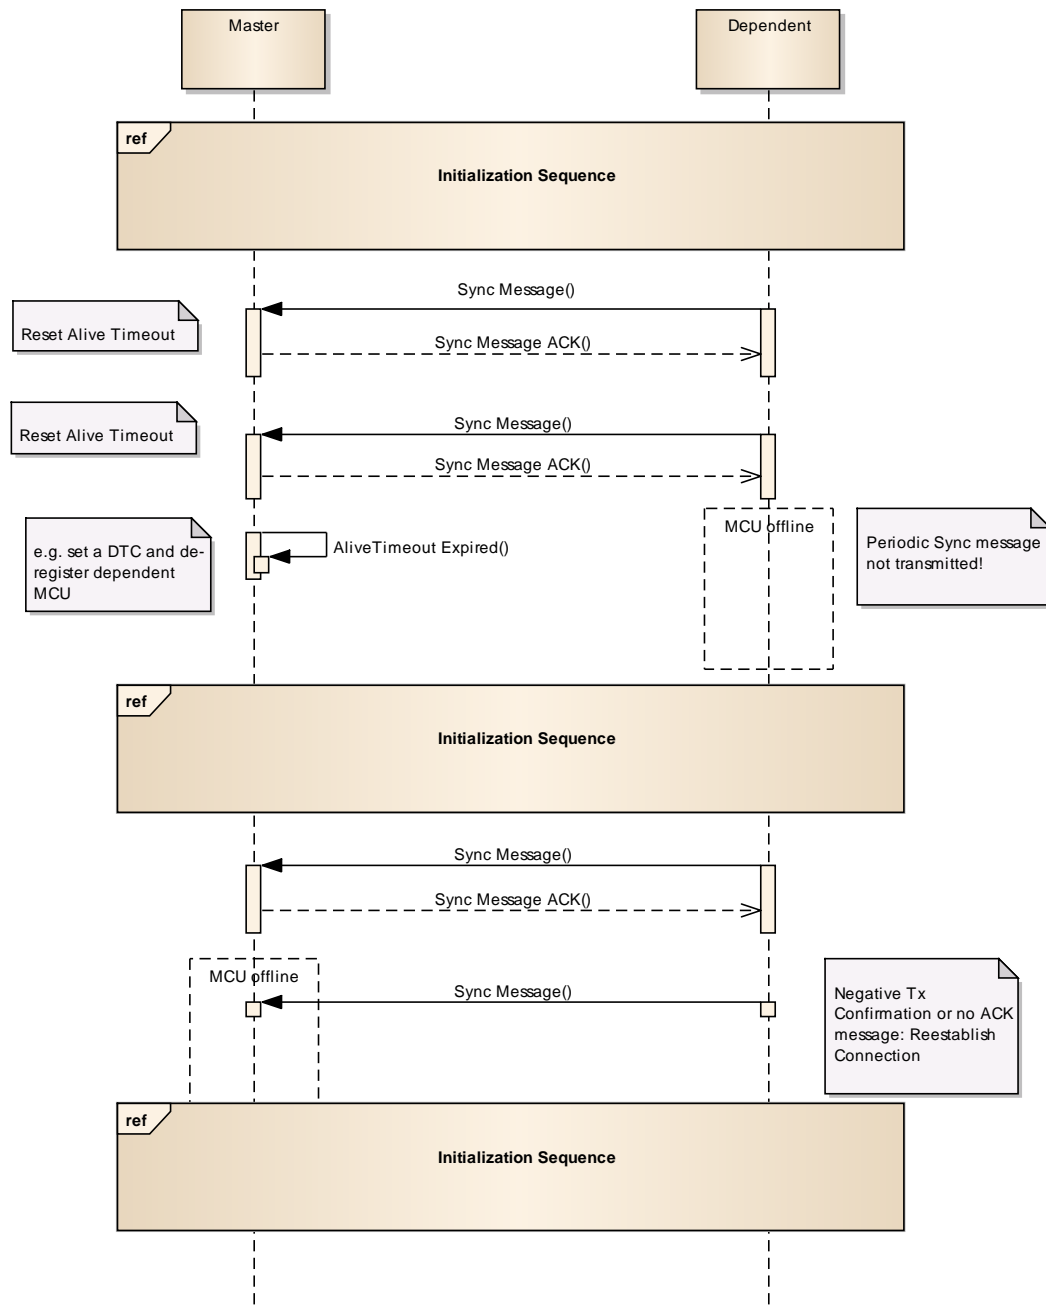 Master
Dependent
ref
Initialization Sequence
Sync Message()
Reset Alive Timeout
Sync Message ACK()
Sync Message()
Reset Alive Timeout
Sync Message ACK()
MCU offline
e.g. set a DTC and de-
register dependent
MCU
AliveTimeout Expired()
Periodic Sync message
not transmitted!
ref
Initialization Sequence
Sync Message()
Sync Message ACK()
MCU offline
Sync Message()
Negative Tx
Confirmation or no ACK
message: Reestablish
Connection
ref
Initialization Sequence